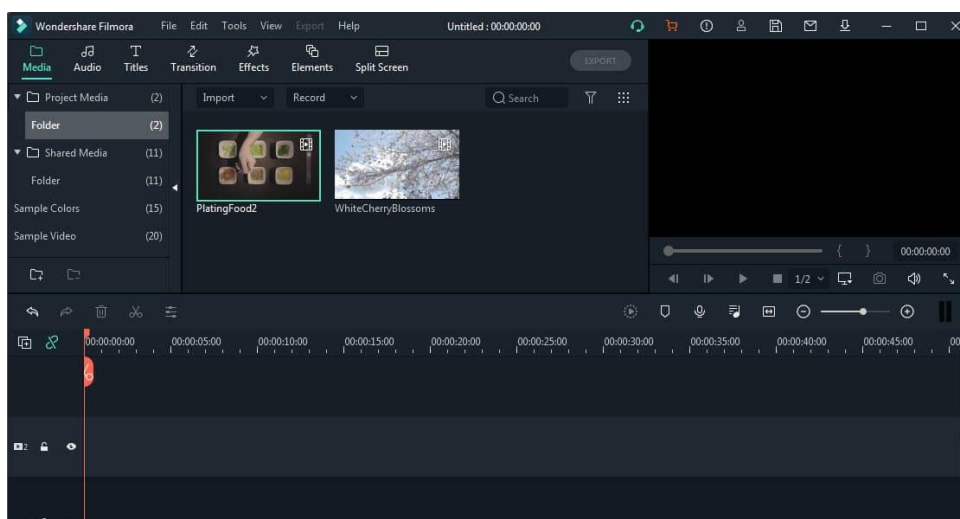 Wondershare Filmora File Edit Tools View Export Help Untitled : 00:00:00:00
Media Audio Titles Transition Effects Elements Split Screen EXPORT
Project Media (2) Import Record Search
Folder (2)
Shared Media (11)
Folder (11)
Sample Colors (15) PlatingFood2 WhiteCherryBlossoms
Sample Video (20)
{ } 00:00:00:00
1/2
00:00:00:00 00:00:05:00 00:00:10:00 00:00:15:00 00:00:20:00 00:00:25:00 00:00:30:00 00:00:35:00 00:00:40:00 00:00:45:00 00
2